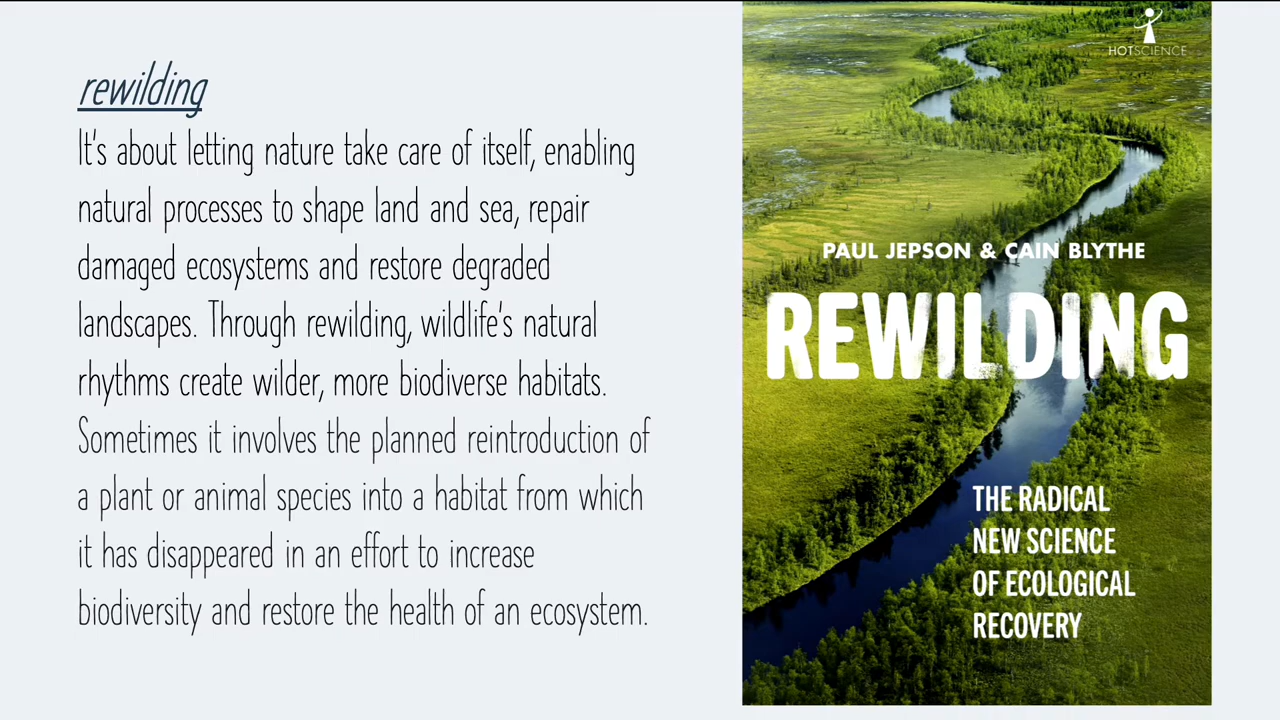 rewilding
It's about letting nature take care of itself, enabling
natural processes to shape land and sea, repair
damaged ecosystems and restore degraded
landscapes. Through rewilding, wildlife's natural
rhythms create wilder, more biodiverse habitats.
Sometimes it involves the planned reintroduction of
a plant or animal species into a habitat from which
it has disappeared in an effort to increase
biodiversity and restore the health of an ecosystem.
HOTSCIENCE
PAUL JEPSON & CAIN BLYTHE
REWILDING
THE RADICAL
NEW SCIENCE
OF ECOLOGICAL
RECOVERY